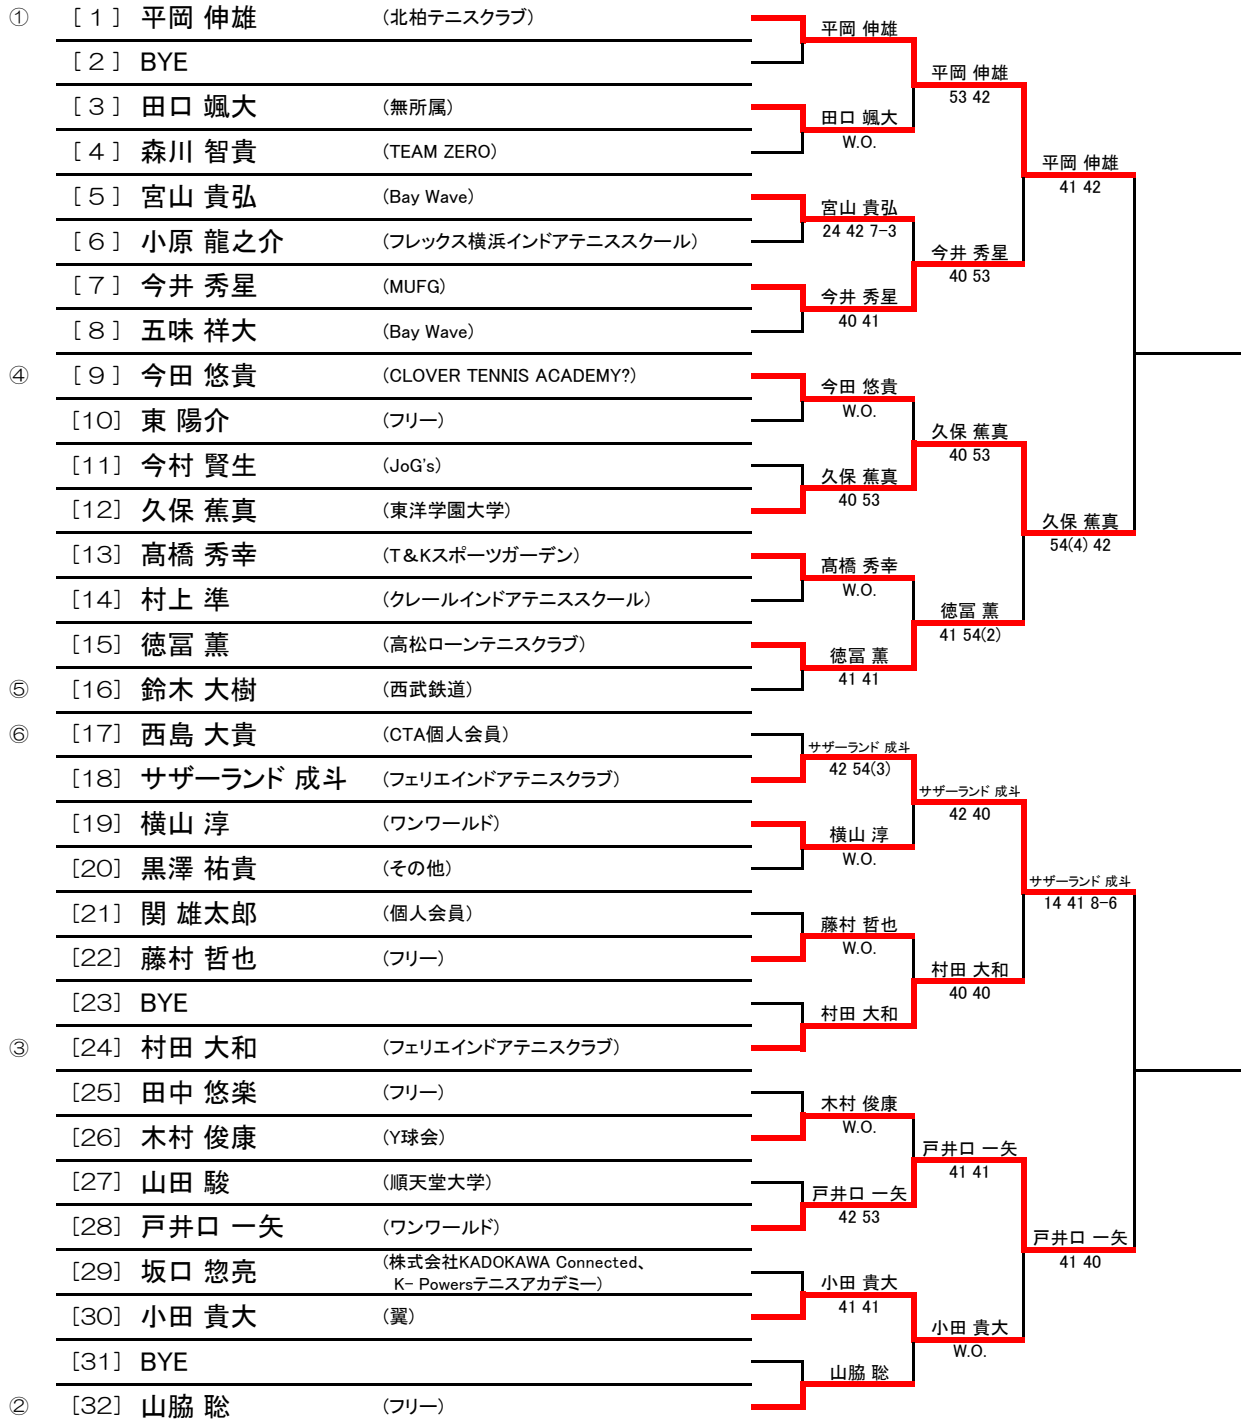 ① [ 1 ] 平岡 伸雄 (北柏テニスクラブ)
平岡 伸雄
[ 2 ] BYE
平岡 伸雄
53 42
[ 3 ] 田口 颯大 (無所属)
田口 颯大
W.O.
[ 4 ] 森川 智貴 (TEAM ZERO)
平岡 伸雄
41 42
[ 5 ] 宮山 貴弘 (Bay Wave)
宮山 貴弘
24 42 7-3
[ 6 ] 小原 龍之介 (フレックス横浜インドアテニススクール)
今井 秀星
40 53
[ 7 ] 今井 秀星 (MUFG)
今井 秀星
40 41
[ 8 ] 五味 祥大 (Bay Wave)
④ [ 9 ] 今田 悠貴 (CLOVER TENNIS ACADEMY?)
今田 悠貴
W.O.
[10] 東 陽介 (フリー)
久保 蕉真
40 53
[11] 今村 賢生 (JoG's)
久保 蕉真
40 53
[12] 久保 蕉真 (東洋学園大学)
久保 蕉真
54(4) 42
[13] 髙橋 秀幸 (T&Kスポーツガーデン)
髙橋 秀幸
W.O.
[14] 村上 準 (クレールインドアテニススクール)
徳冨 薫
41 54(2)
[15] 徳冨 薫 (高松ローンテニスクラブ)
徳冨 薫
41 41
⑤ [16] 鈴木 大樹 (西武鉄道)
⑥ [17] 西島 大貴 (CTA個人会員)
サザーランド 成斗
42 54(3)
[18] サザーランド 成斗 (フェリエインドアテニスクラブ)
サザーランド 成斗
42 40
[19] 横山 淳 (ワンワールド)
横山 淳
W.O.
[20] 黒澤 祐貴 (その他)
サザーランド 成斗
14 41 8-6
[21] 関 雄太郎 (個人会員)
藤村 哲也
W.O.
[22] 藤村 哲也 (フリー)
村田 大和
40 40
[23] BYE
村田 大和
③ [24] 村田 大和 (フェリエインドアテニスクラブ)
[25] 田中 悠楽 (フリー)
木村 俊康
W.O.
[26] 木村 俊康 (Y球会)
戸井口 一矢
41 41
[27] 山田 駿 (順天堂大学)
戸井口 一矢
42 53
[28] 戸井口 一矢 (ワンワールド)
戸井口 一矢
41 40
[29] 坂口 惣亮 (株式会社KADOKAWA Connected、
K- Powersテニスアカデミー)
小田 貴大
41 41
[30] 小田 貴大 (翼)
小田 貴大
W.O.
[31] BYE
山脇 聡
② [32] 山脇 聡 (フリー)